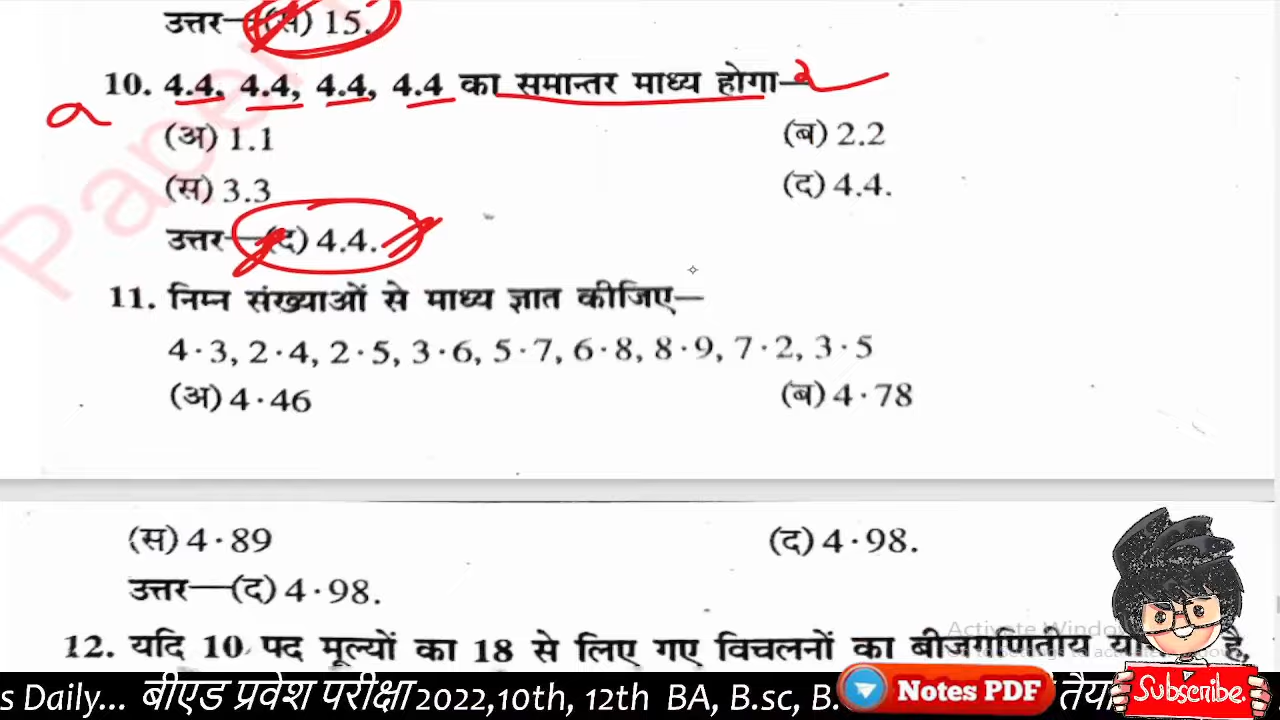 उत्तर—(स) 15.
10. 4.4, 4.4, 4.4, 4.4 का समान्तर माध्य होगा—
a
(अ) 1.1
(ब) 2.2
(स) 3.3
(द) 4.4.
उत्तर—(द) 4.4.
11. निम्न संख्याओं से माध्य ज्ञात कीजिए—
4·3, 2·4, 2·5, 3·6, 5·7, 6·8, 8·9, 7·2, 3·5
(अ) 4·46
(ब) 4·78
(स) 4·89
(द) 4·98.
उत्तर—(द) 4·98.
12. यदि 10 पद मूल्यों का 18 से लिए गए विचलनों का बीजगणितीय है,
Activate Windows
s Daily... बीएड प्रवेश परीक्षा 2022,10th, 12th BA, B.sc, B.
Notes PDF
Subscribe
Paper